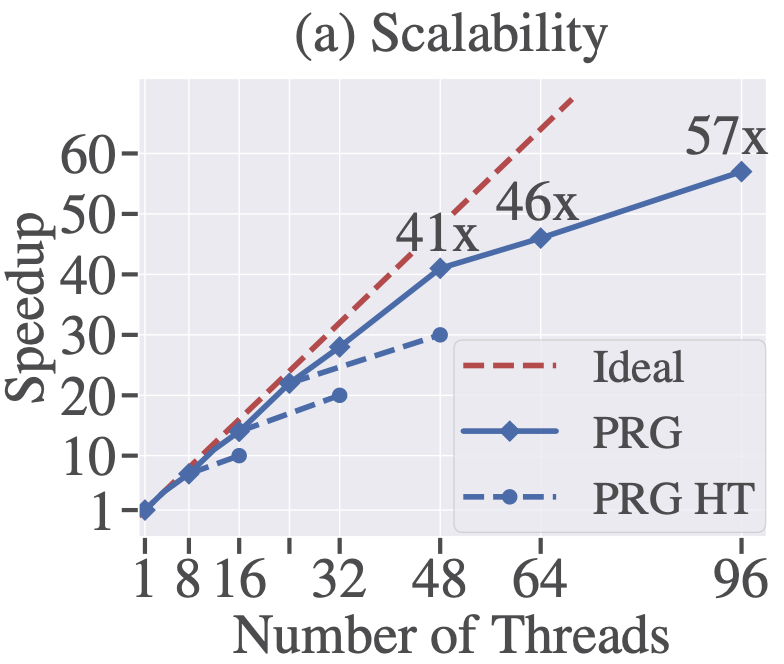 (a) Scalability
Speedup
60
50
40
30
20
10
1
41x
46x
57x
Ideal
PRG
PRG HT
1 8 16 32 48 64 96
Number of Threads